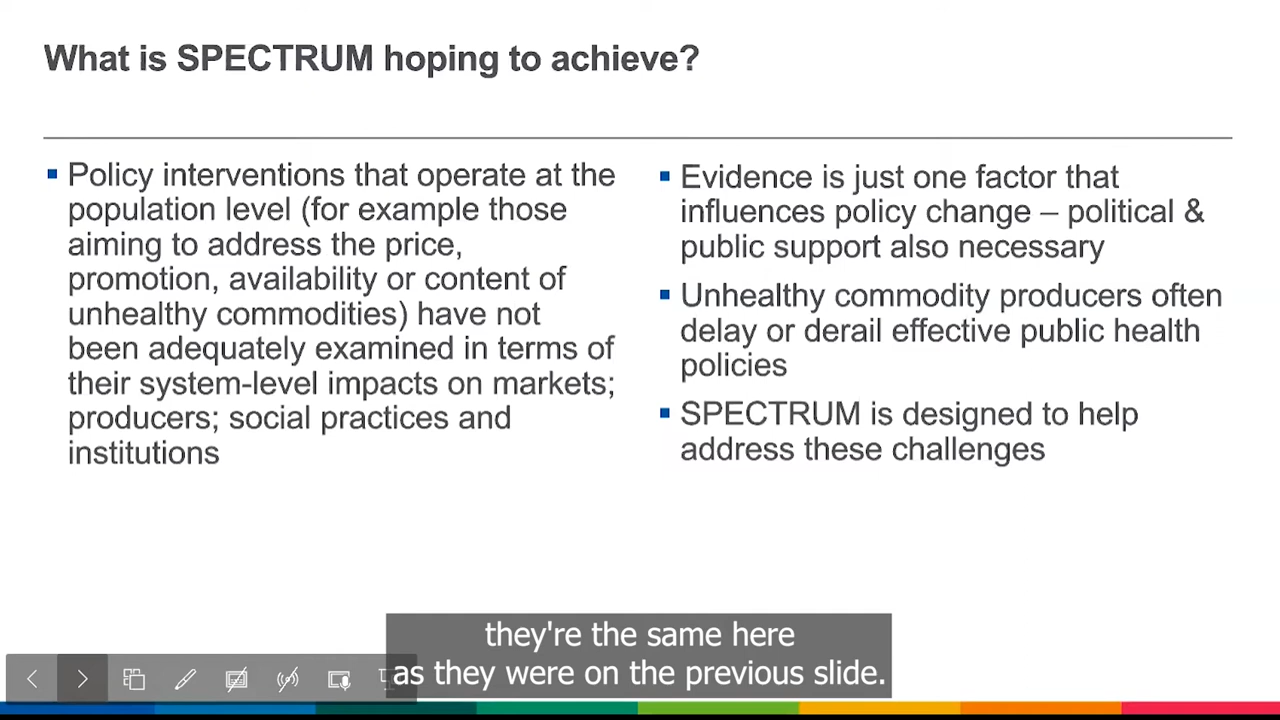 What is SPECTRUM hoping to achieve?
Policy interventions that operate at the
population level (for example those
aiming to address the price,
promotion, availability or content of
unhealthy commodities) have not
been adequately examined in terms of
their system-level impacts on markets;
producers; social practices and
institutions
Evidence is just one factor that
influences policy change – political &
public support also necessary
Unhealthy commodity producers often
delay or derail effective public health
policies
SPECTRUM is designed to help
address these challenges
they're the same here
as they were on the previous slide.